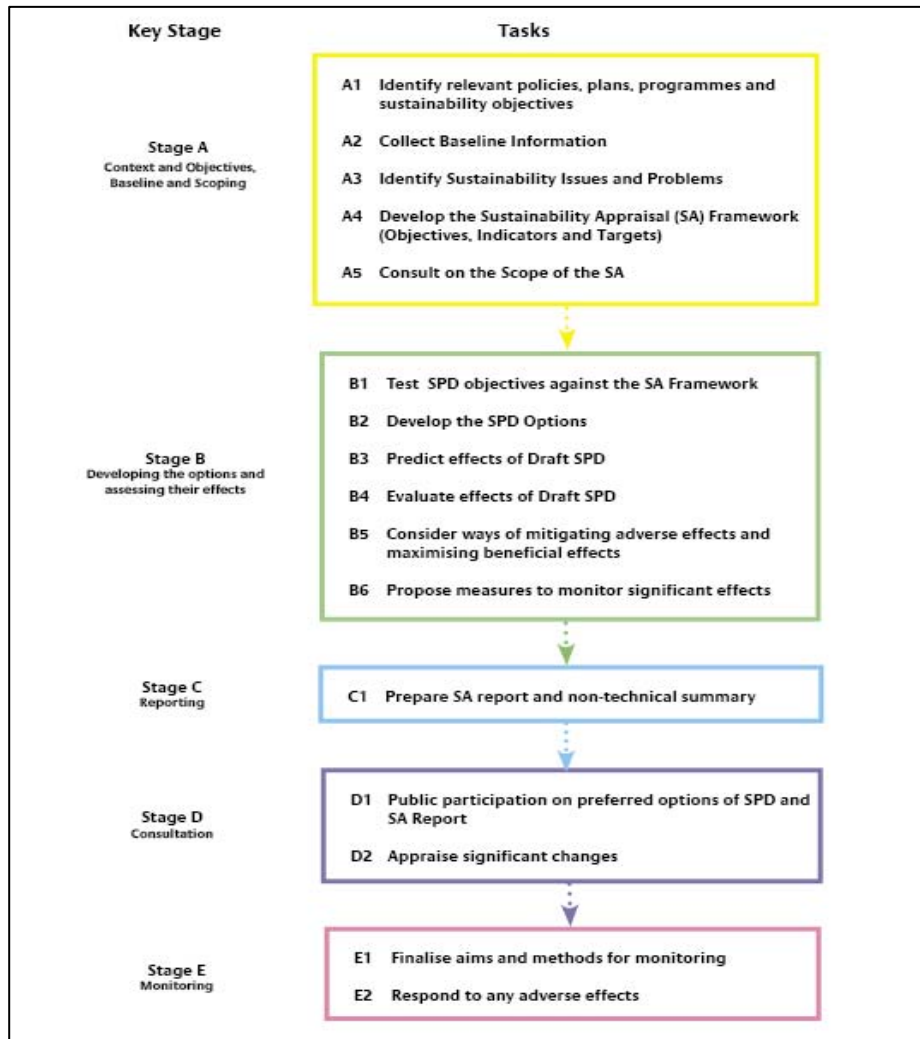 Key Stage
Tasks
Stage A
Context and Objectives,
Baseline and Scoping
A1 Identify relevant policies, plans, programmes and
sustainability objectives
A2 Collect Baseline Information
A3 Identify Sustainability Issues and Problems
A4 Develop the Sustainability Appraisal (SA) Framework
(Objectives, Indicators and Targets)
A5 Consult on the Scope of the SA
Stage B
Developing the options and
assessing their effects
B1 Test SPD objectives against the SA Framework
B2 Develop the SPD Options
B3 Predict effects of Draft SPD
B4 Evaluate effects of Draft SPD
B5 Consider ways of mitigating adverse effects and
maximising beneficial effects
B6 Propose measures to monitor significant effects
Stage C
Reporting
C1 Prepare SA report and non-technical summary
Stage D
Consultation
D1 Public participation on preferred options of SPD and
SA Report
D2 Appraise significant changes
Stage E
Monitoring
E1 Finalise aims and methods for monitoring
E2 Respond to any adverse effects